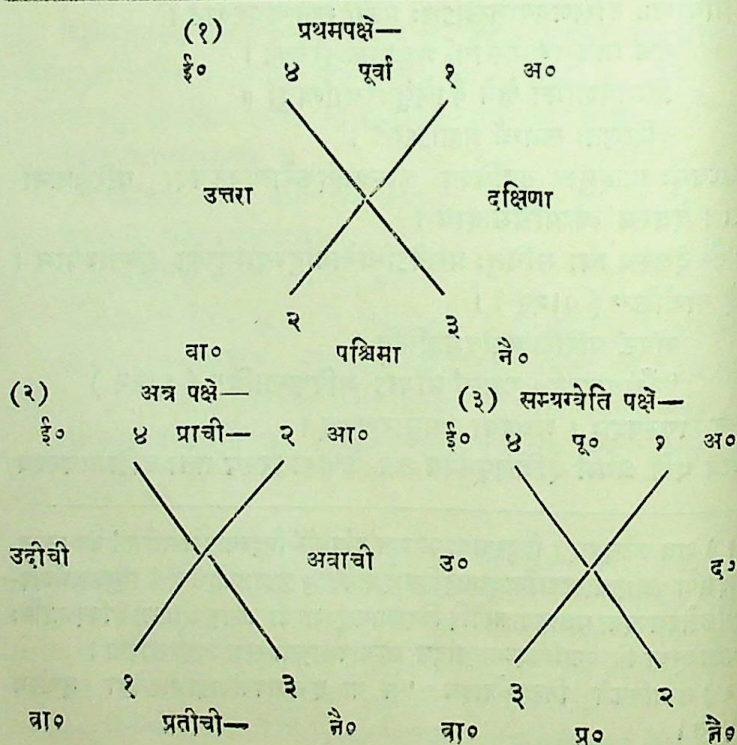 (१) प्रथमपक्षे—
ई० ४ पूर्वा १ अ०
उत्तरा दक्षिणा
२ ३
वा० पश्चिमा नै०
(२) अत्र पक्षे—
ई० ४ प्राची— २ आ०
उदीची अवाची
१ ३
वा० प्रतीची— नै०
(३) सम्यग्वेति पक्षे—
ई० ४ पू० १ अ०
उ० द०
३ २
वा० प्र० नै०